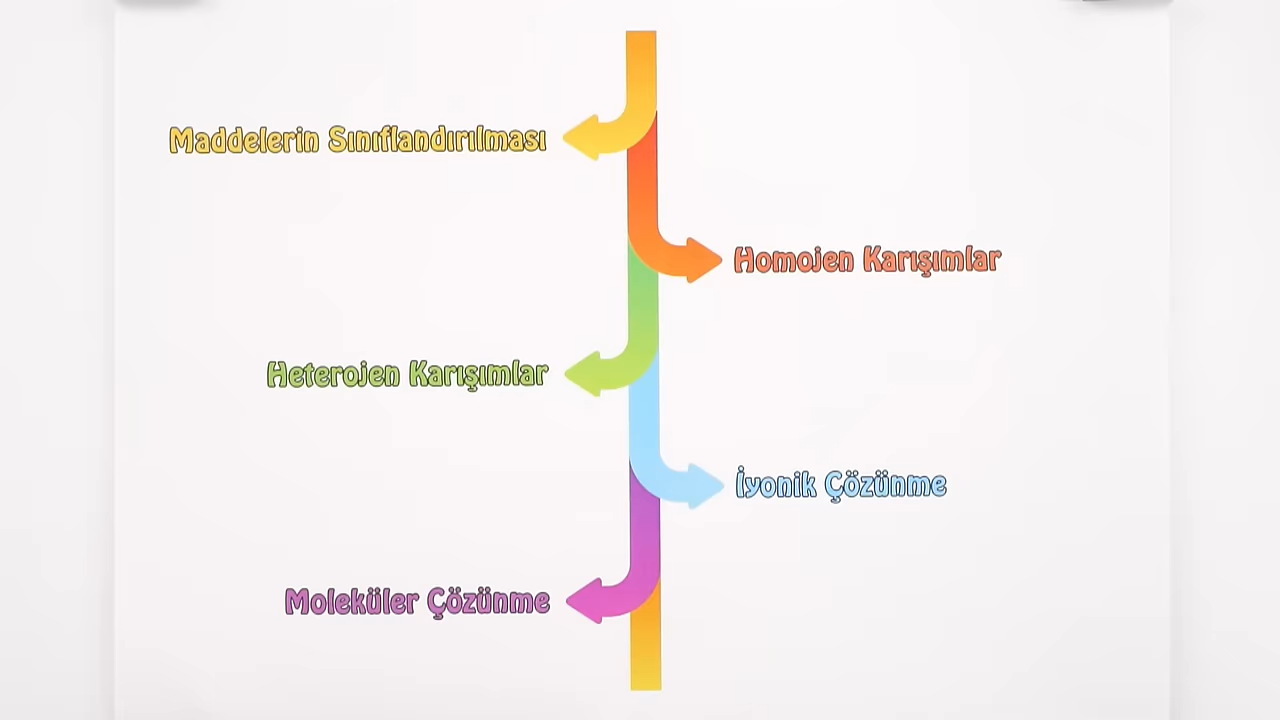 Maddelerin Sınıflandırılması
Homojen Karışımlar
Heterojen Karışımlar
İyonik Çözünme
Moleküler Çözünme